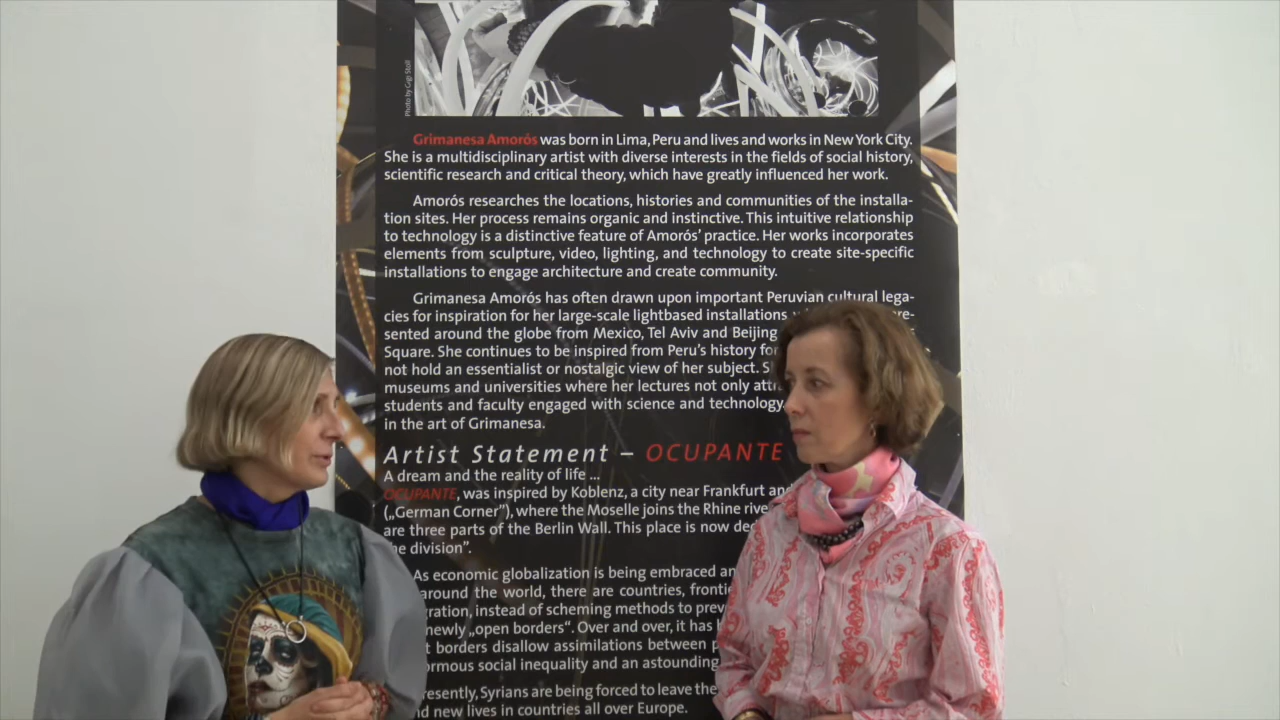 Photo by Gigi Stoll
Grimanesa Amorós was born in Lima, Peru and lives and works in New York City.
She is a multidisciplinary artist with diverse interests in the fields of social history,
scientific research and critical theory, which have greatly influenced her work.
Amorós researches the locations, histories and communities of the installa-
tion sites. Her process remains organic and instinctive. This intuitive relationship
to technology is a distinctive feature of Amorós' practice. Her works incorporates
elements from sculpture, video, lighting, and technology to create site-specific
installations to engage architecture and create community.
Grimanesa Amorós has often drawn upon important Peruvian cultural lega-
cies for inspiration for her large-scale lightbased installations re-
sented around the globe from Mexico, Tel Aviv and Beijing
Square. She continues to be inspired from Peru's history for
not hold an essentialist or nostalgic view of her subject.
museums and universities where her lectures not only
students and faculty engaged with science and technology
in the art of Grimanesa.
Artist Statement – OCUPANTE
A dream and the reality of life ...
OCUPANTE, was inspired by Koblenz, a city near Frankfurt and
(„German Corner"), where the Moselle joins the Rhine
are three parts of the Berlin Wall. This place is now
he division".
As economic globalization is being embraced
around the world, there are countries,
ration, instead of scheming methods to
newly „open borders“. Over and over, it has
t borders disallow assimilations between
ormous social inequality and an astounding
resently, Syrians are being forced to leave the
nd new lives in countries all over Europe.